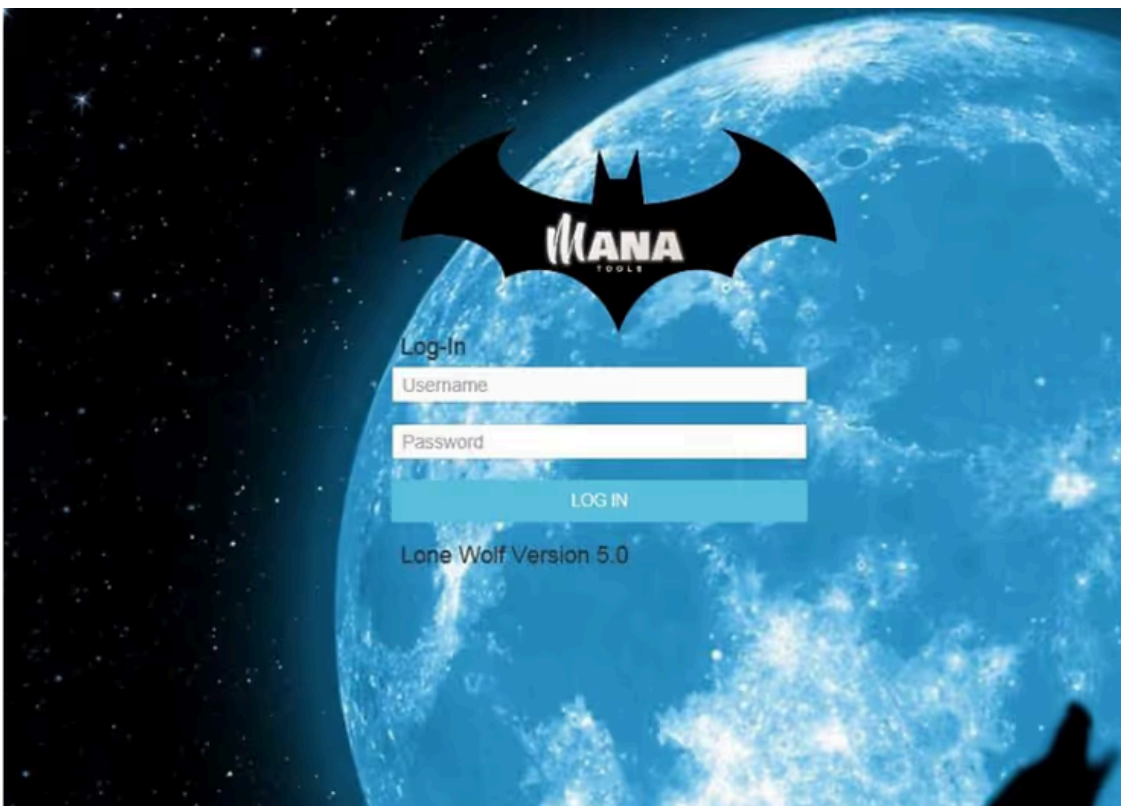 MANA
TOOLS
Log-In
Username
Password
LOG IN
Lone Wolf Version 5.0